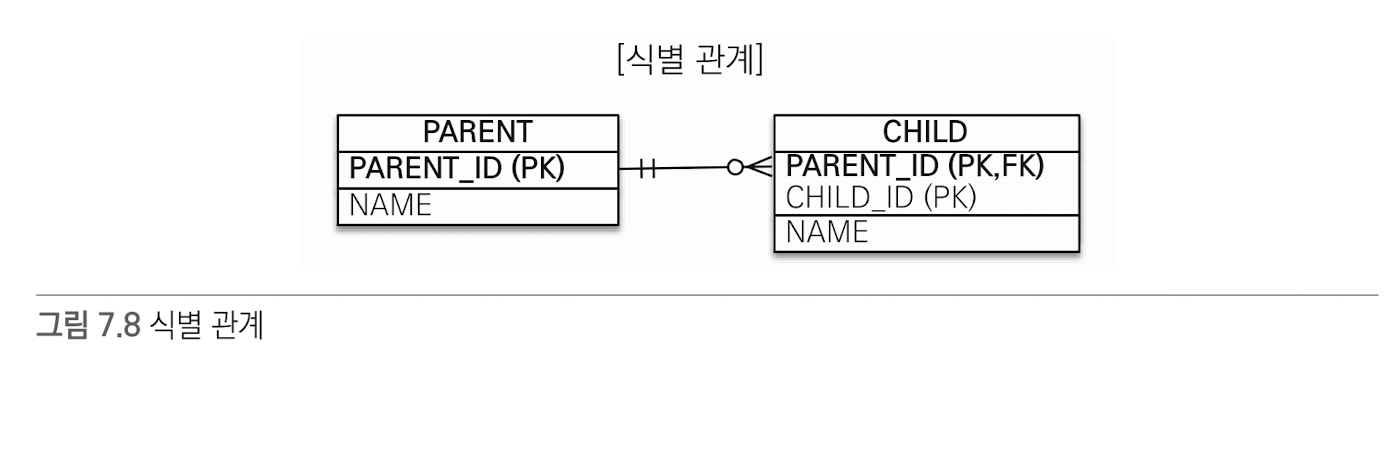 [식별 관계]
PARENT
PARENT_ID (PK)
NAME
CHILD
PARENT_ID (PK,FK)
CHILD_ID (PK)
NAME
그림 7.8 식별 관계